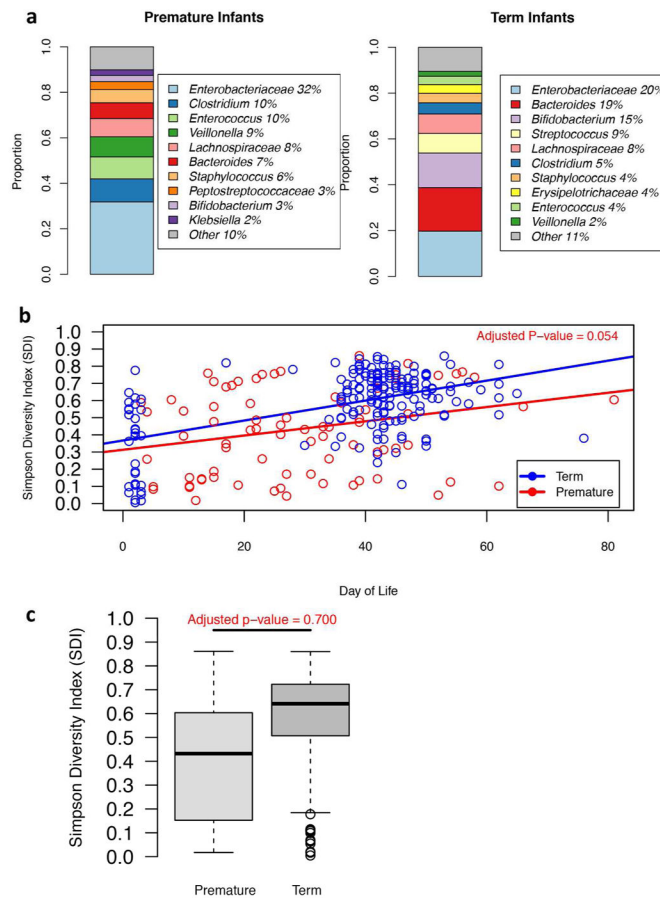 a
Premature Infants
Proportion
0.0 0.2 0.4 0.6 0.8 1.0
Enterobacteriaceae 32%
Clostridium 10%
Enterococcus 10%
Veillonella 9%
Lachnospiraceae 8%
Bacteroides 7%
Staphylococcus 6%
Peptostreptococcaceae 3%
Bifidobacterium 3%
Klebsiella 2%
Other 10%
Term Infants
Proportion
0.0 0.2 0.4 0.6 0.8 1.0
Enterobacteriaceae 20%
Bacteroides 19%
Bifidobacterium 15%
Streptococcus 9%
Lachnospiraceae 8%
Clostridium 5%
Staphylococcus 4%
Erysipelotrichaceae 4%
Enterococcus 4%
Veillonella 2%
Other 11%
b
Adjusted P-value = 0.054
Simpson Diversity Index (SDI)
1.0
0.9
0.8
0.7
0.6
0.5
0.4
0.3
0.2
0.1
0.0
Term
Premature
0 20 40 60 80
Day of Life
c
Adjusted p-value = 0.700
Simpson Diversity Index (SDI)
1.0
0.9
0.8
0.7
0.6
0.5
0.4
0.3
0.2
0.1
0.0
Premature Term